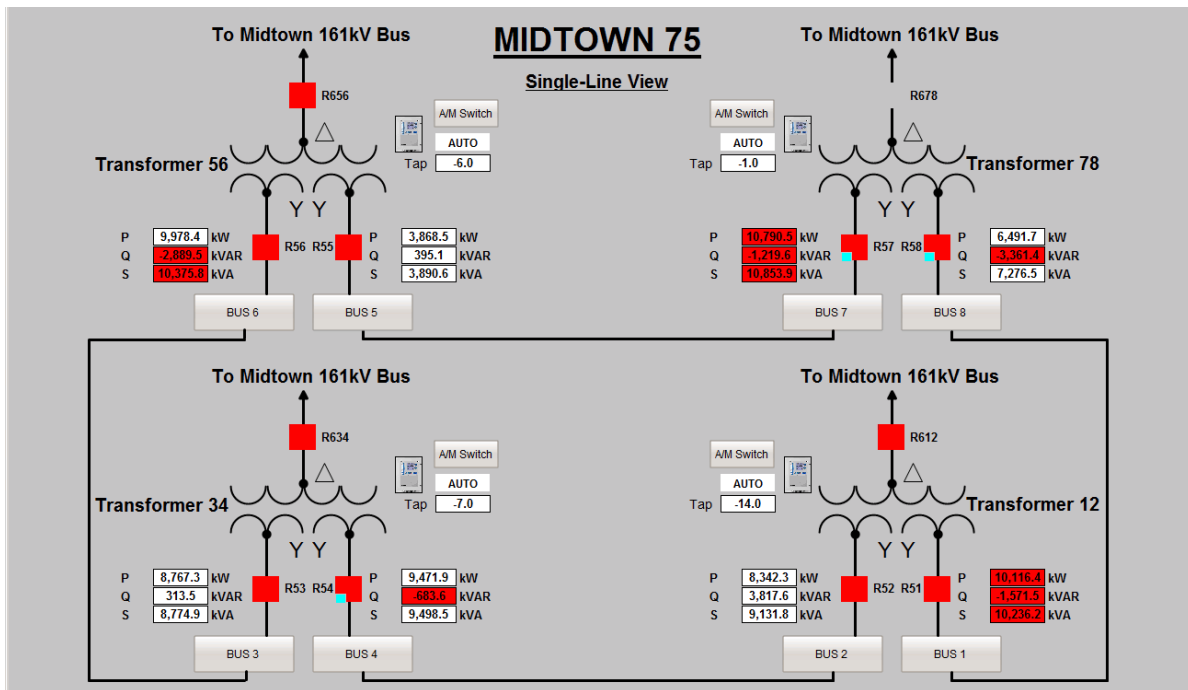 To Midtown 161kV Bus
MIDTOWN 75
To Midtown 161kV Bus
Single-Line View
R656
R678
A/M Switch
A/M Switch
AUTO
AUTO
Tap -6.0
Tap -1.0
Transformer 56
Transformer 78
Y Y
Y Y
R56 R55
R57 R58
P 9,978.4 kW
Q -2,889.5 kVAR
S 10,375.8 kVA
P 3,868.5 kW
Q 395.1 kVAR
S 3,890.6 kVA
P 10,790.5 kW
Q -1,219.6 kVAR
S 10,853.9 kVA
P 6,491.7 kW
Q -3,361.4 kVAR
S 7,276.5 kVA
BUS 6
BUS 5
BUS 7
BUS 8
To Midtown 161kV Bus
To Midtown 161kV Bus
R634
R612
A/M Switch
A/M Switch
AUTO
AUTO
Tap -7.0
Tap -14.0
Transformer 34
Transformer 12
Y Y
Y Y
R53 R54
R52 R51
P 8,767.3 kW
Q 313.5 kVAR
S 8,774.9 kVA
P 9,471.9 kW
Q -683.6 kVAR
S 9,498.5 kVA
P 8,342.3 kW
Q 3,817.6 kVAR
S 9,131.8 kVA
P 10,116.4 kW
Q -1,571.5 kVAR
S 10,236.2 kVA
BUS 3
BUS 4
BUS 2
BUS 1